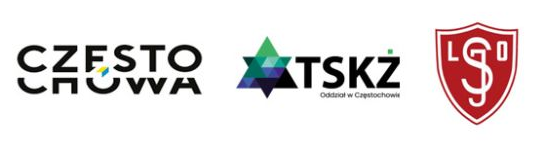 CZĘSTO
CHOWA
TSKŻ
Oddział w Częstochowie
L S J O